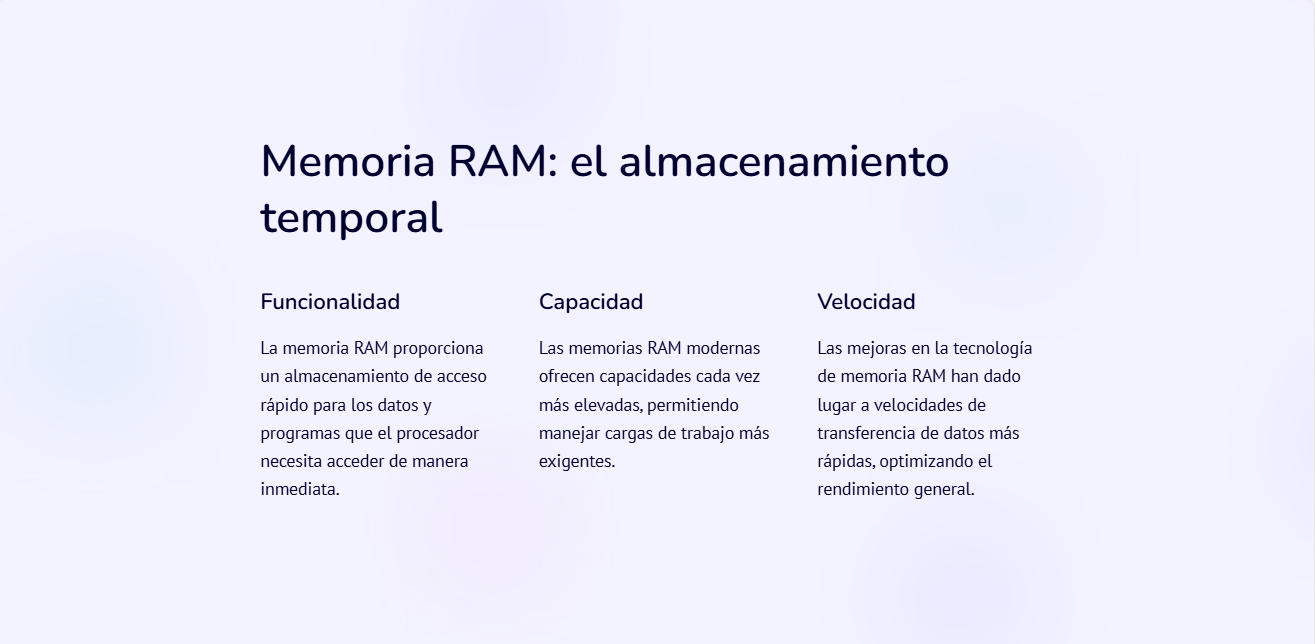 Memoria RAM: el almacenamiento
temporal
Funcionalidad
La memoria RAM proporciona
un almacenamiento de acceso
rápido para los datos y
programas que el procesador
necesita acceder de manera
inmediata.
Capacidad
Las memorias RAM modernas
ofrecen capacidades cada vez
más elevadas, permitiendo
manejar cargas de trabajo más
exigentes.
Velocidad
Las mejoras en la tecnología
de memoria RAM han dado
lugar a velocidades de
transferencia de datos más
rápidas, optimizando el
rendimiento general.